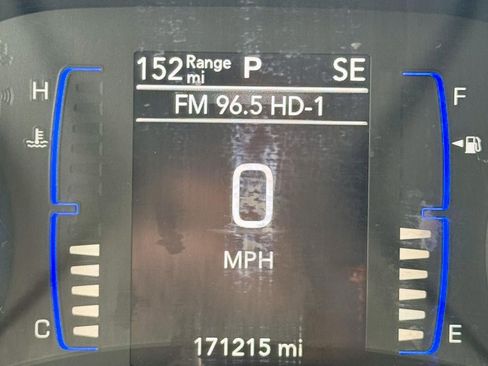 152 Range mi P SE
H FM 96.5 HD-1 F
0
MPH
C 171215 mi E